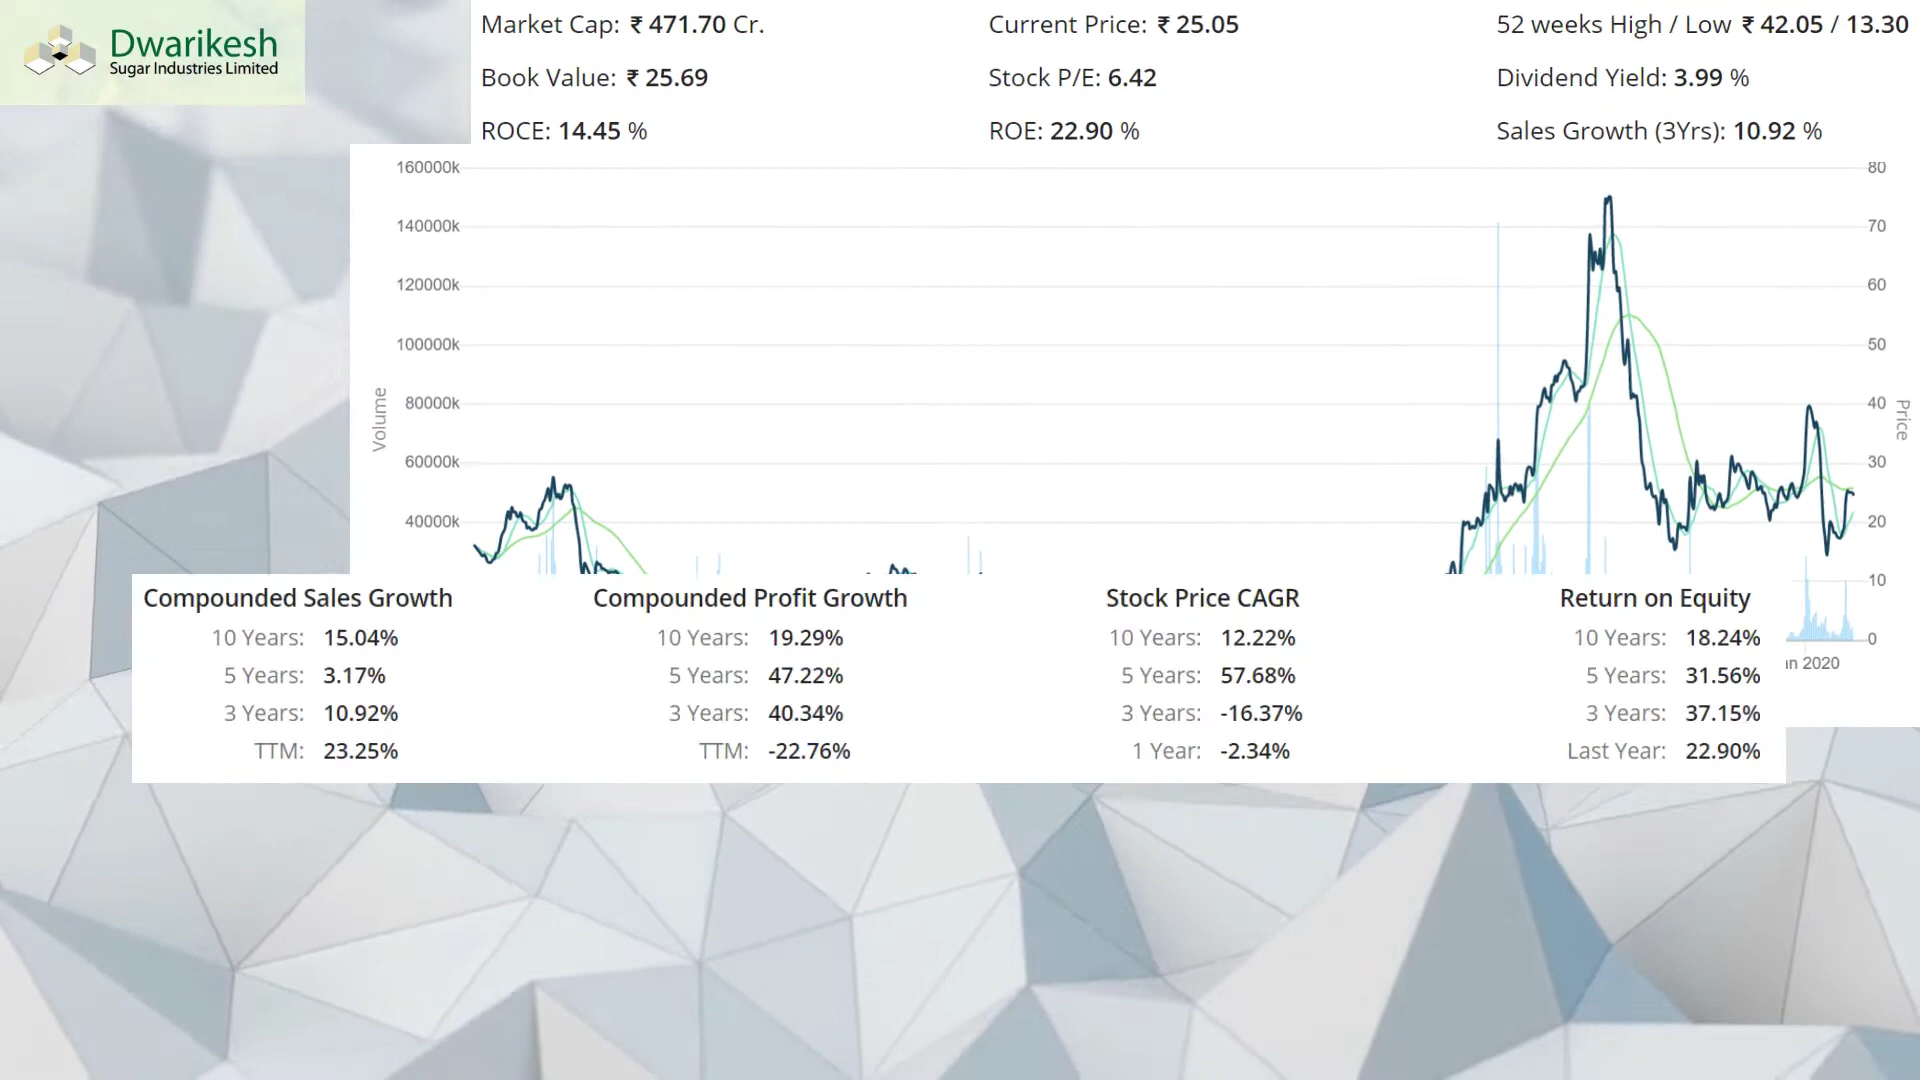 Dwarikesh
Sugar Industries Limited
Market Cap: ₹ 471.70 Cr.
Current Price: ₹ 25.05
52 weeks High / Low ₹ 42.05 / 13.30
Book Value: ₹ 25.69
Stock P/E: 6.42
Dividend Yield: 3.99 %
ROCE: 14.45 %
ROE: 22.90 %
Sales Growth (3Yrs): 10.92 %
160000k
140000k
120000k
100000k
80000k
60000k
40000k
Volume
80
70
60
50
40
30
20
10
0
Price
in 2020
Compounded Sales Growth
10 Years: 15.04%
5 Years: 3.17%
3 Years: 10.92%
TTM: 23.25%
Compounded Profit Growth
10 Years: 19.29%
5 Years: 47.22%
3 Years: 40.34%
TTM: -22.76%
Stock Price CAGR
10 Years: 12.22%
5 Years: 57.68%
3 Years: -16.37%
1 Year: -2.34%
Return on Equity
10 Years: 18.24%
5 Years: 31.56%
3 Years: 37.15%
Last Year: 22.90%